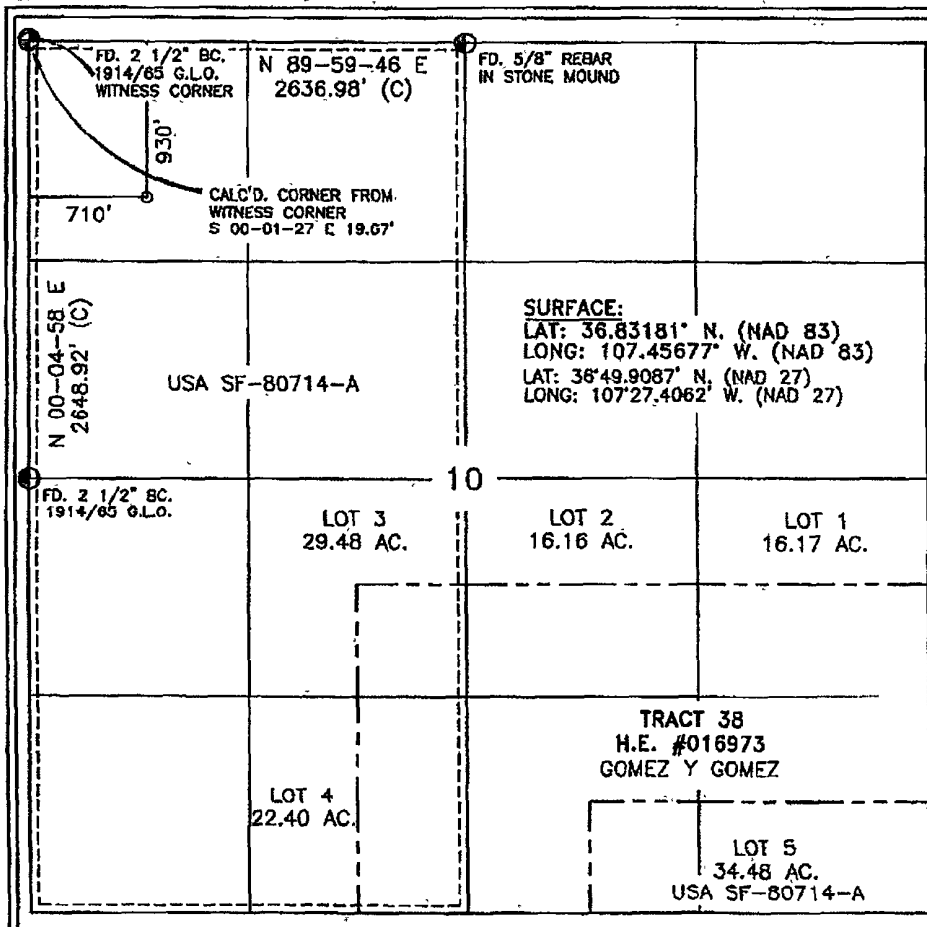 FD. 2 1/2" BC.
1914/65 G.L.O.
WITNESS CORNER
N 89-59-46 E
2636.98' (C)
FD. 5/8" REBAR
IN STONE MOUND
930'
710'
CALC'D. CORNER FROM
WITNESS CORNER
S 00-01-27 E 19.07'
N 00-04-58 E
2648.92' (C)
USA SF-80714-A
SURFACE:
LAT: 36.83181° N. (NAD 83)
LONG: 107.45677° W. (NAD 83)
LAT: 36°49.9087' N. (NAD 27)
LONG: 107°27.4062' W. (NAD 27)
10
FD. 2 1/2" BC.
1914/65 G.L.O.
LOT 3
29.48 AC.
LOT 2
16.16 AC.
LOT 1
16.17 AC.
TRACT 38
H.E. #016973
GOMEZ Y GOMEZ
LOT 4
22.40 AC.
LOT 5
34.48 AC.
USA SF-80714-A